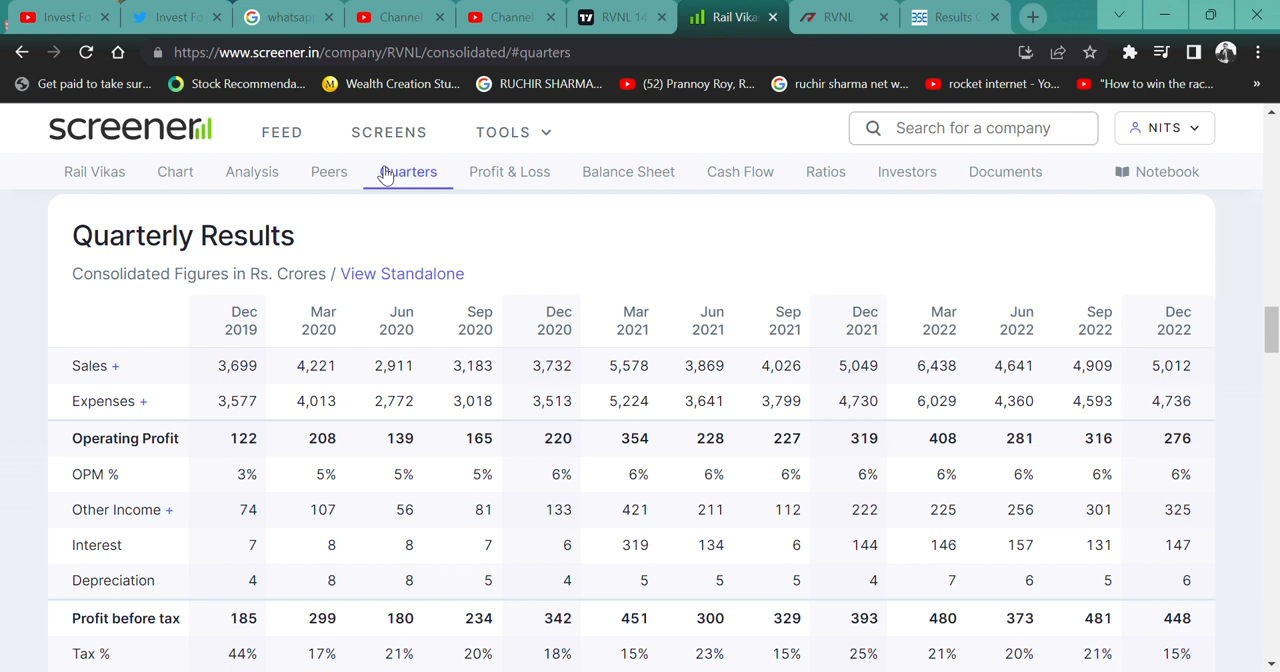 Invest Fo
Invest Fo
whatsap
Channel
Channel
RVNL 14
Rail Vika
RVNL
Results C
https://www.screener.in/company/RVNL/consolidated/#quarters
Get paid to take sur...
Stock Recommenda...
Wealth Creation Stu...
RUCHIR SHARMA...
(52) Prannoy Roy, R...
ruchir sharma net w...
rocket internet - Yo...
"How to win the rac...
»
screener
FEED
SCREENS
TOOLS
Search for a company
NITS
Rail Vikas
Chart
Analysis
Peers
Quarters
Profit & Loss
Balance Sheet
Cash Flow
Ratios
Investors
Documents
Notebook
Quarterly Results
Consolidated Figures in Rs. Crores / View Standalone
Dec 2019 Mar 2020 Jun 2020 Sep 2020 Dec 2020 Mar 2021 Jun 2021 Sep 2021 Dec 2021 Mar 2022 Jun 2022 Sep 2022 Dec 2022
Sales + 3,699 4,221 2,911 3,183 3,732 5,578 3,869 4,026 5,049 6,438 4,641 4,909 5,012
Expenses + 3,577 4,013 2,772 3,018 3,513 5,224 3,641 3,799 4,730 6,029 4,360 4,593 4,736
Operating Profit 122 208 139 165 220 354 228 227 319 408 281 316 276
OPM % 3% 5% 5% 5% 6% 6% 6% 6% 6% 6% 6% 6% 6%
Other Income + 74 107 56 81 133 421 211 112 222 225 256 301 325
Interest 7 8 8 7 6 319 134 6 144 146 157 131 147
Depreciation 4 8 8 5 4 5 5 5 4 7 6 5 6
Profit before tax 185 299 180 234 342 451 300 329 393 480 373 481 448
Tax % 44% 17% 21% 20% 18% 15% 23% 15% 25% 21% 20% 21% 15%